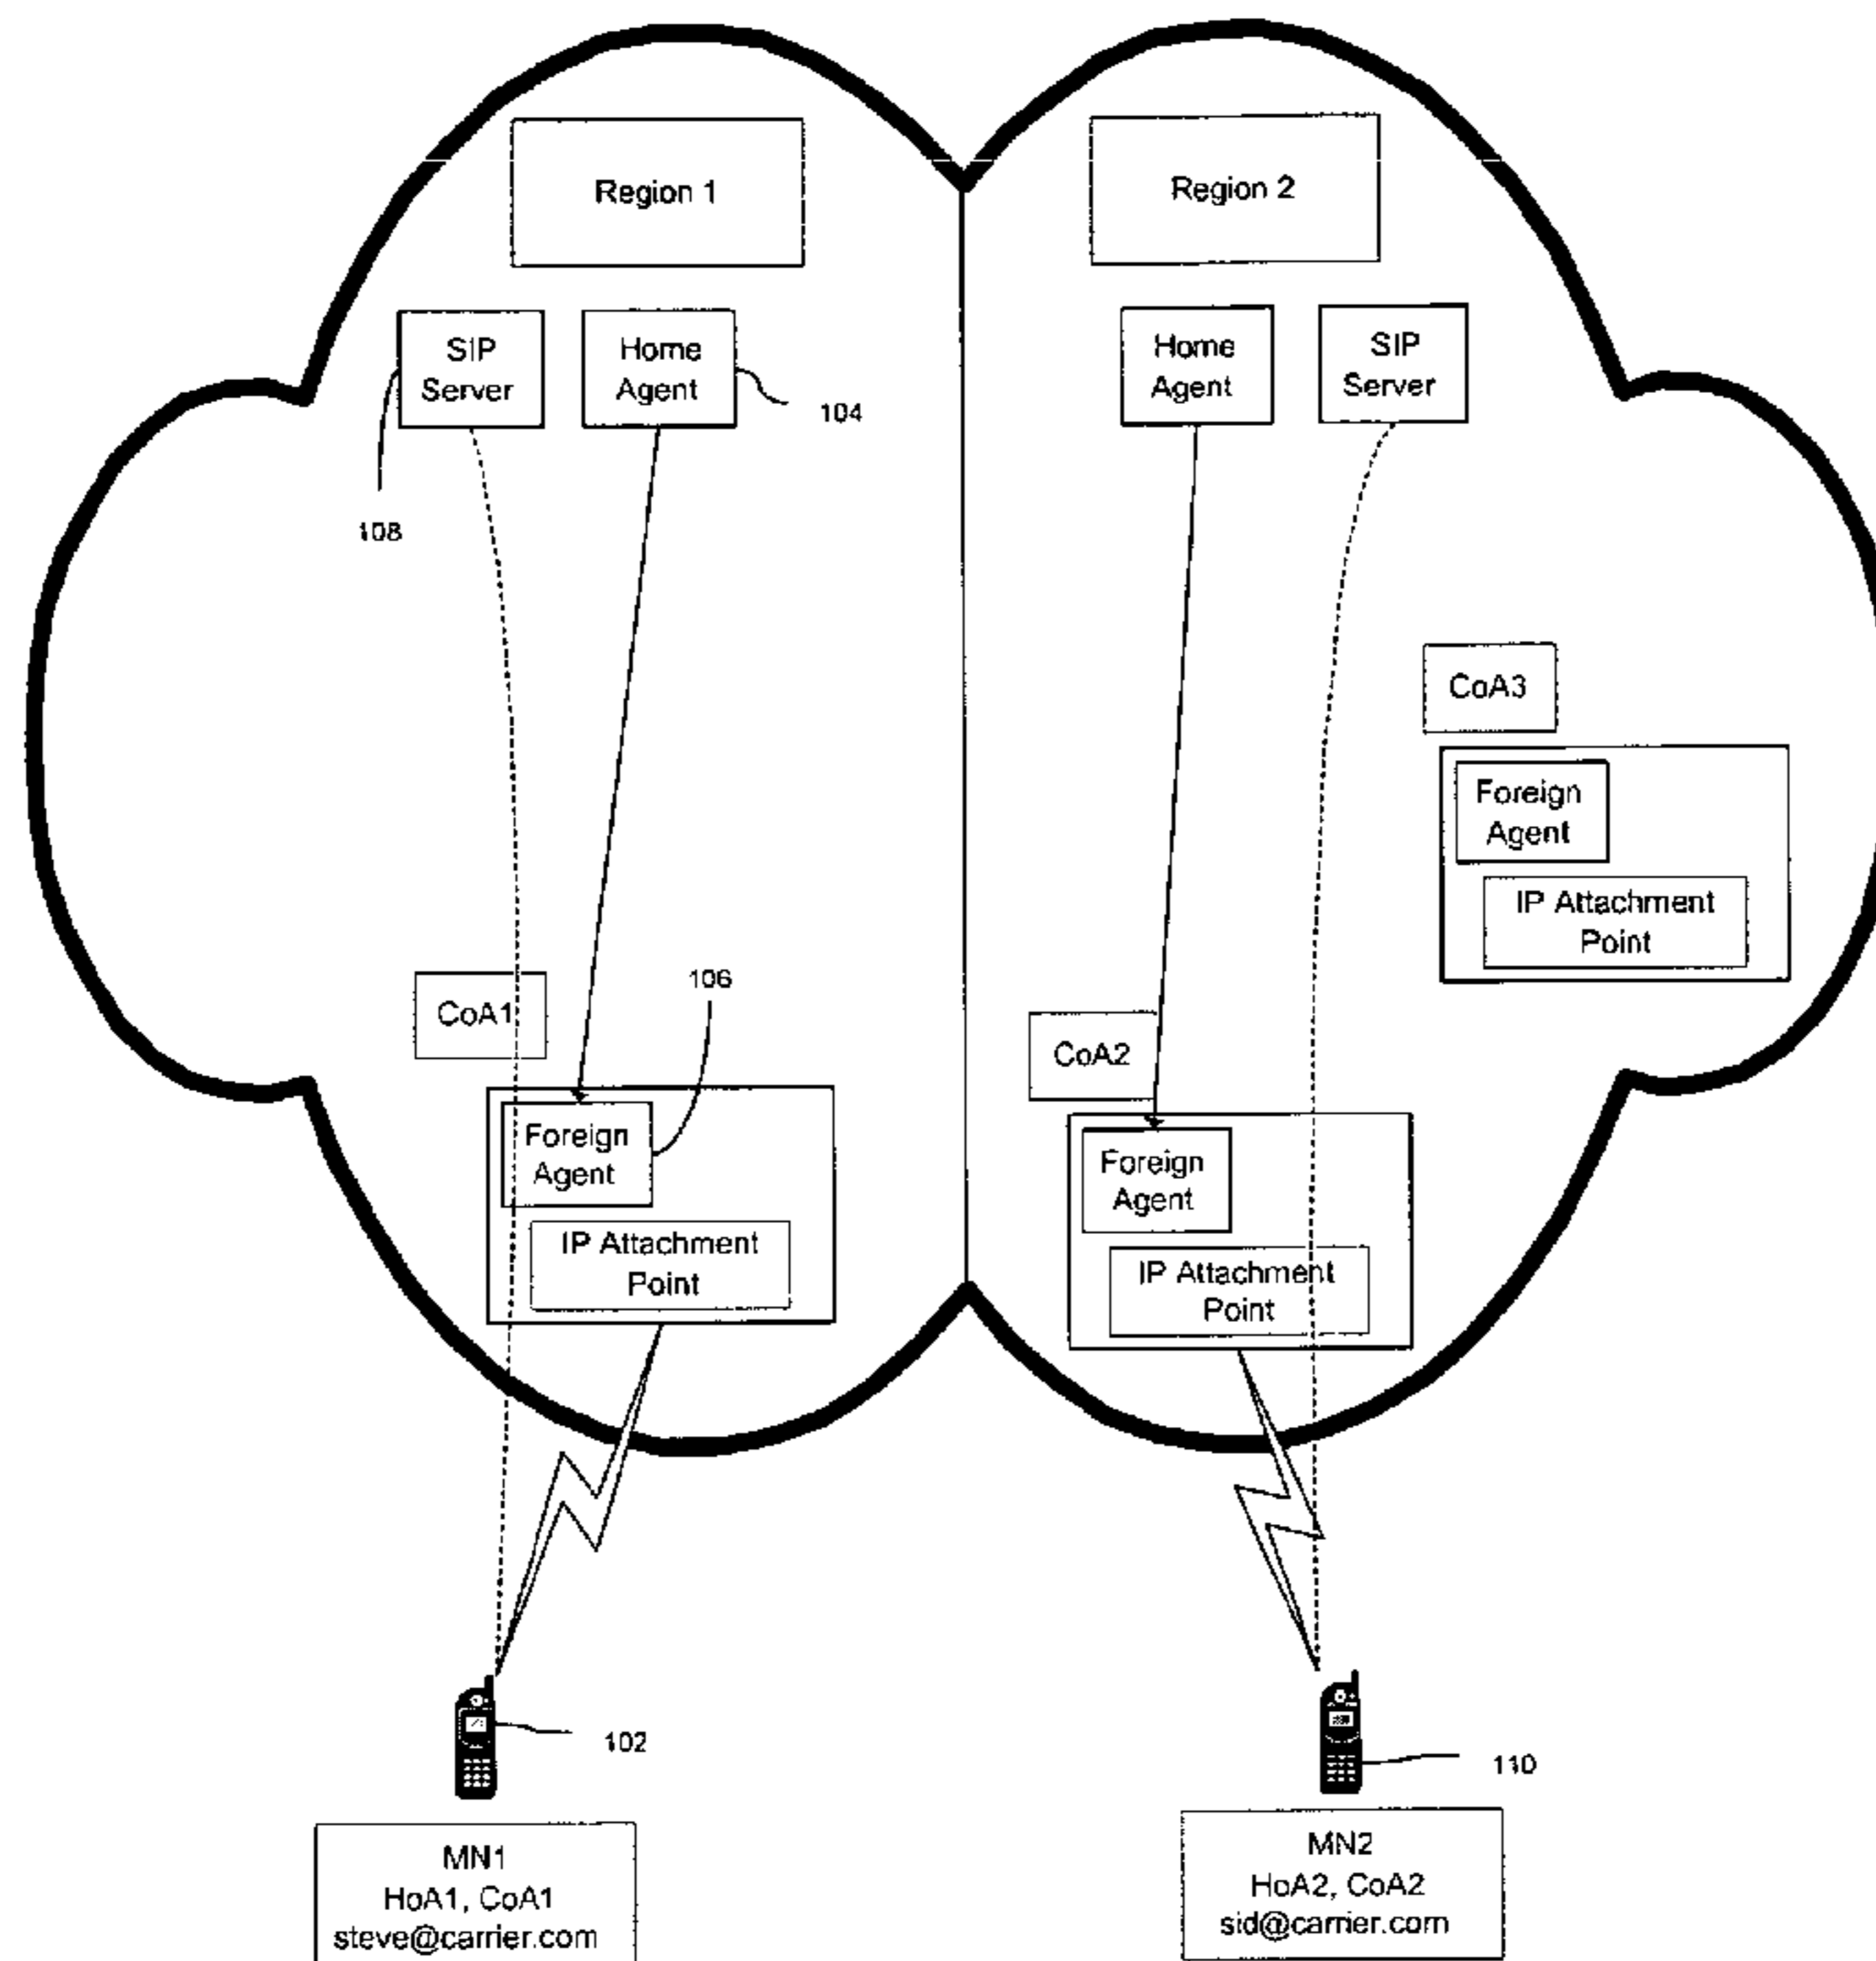 Region 1
Region 2
SIP
Server
Home
Agent
104
108
Home
Agent
SIP
Server
CoA3
Foreign
Agent
IP Attachment
Point
CoA1
106
CoA2
Foreign
Agent
IP Attachment
Point
Foreign
Agent
IP Attachment
Point
102
110
MN1
HoA1, CoA1
steve@carrier.com
MN2
HoA2, CoA2
sid@carrier.com